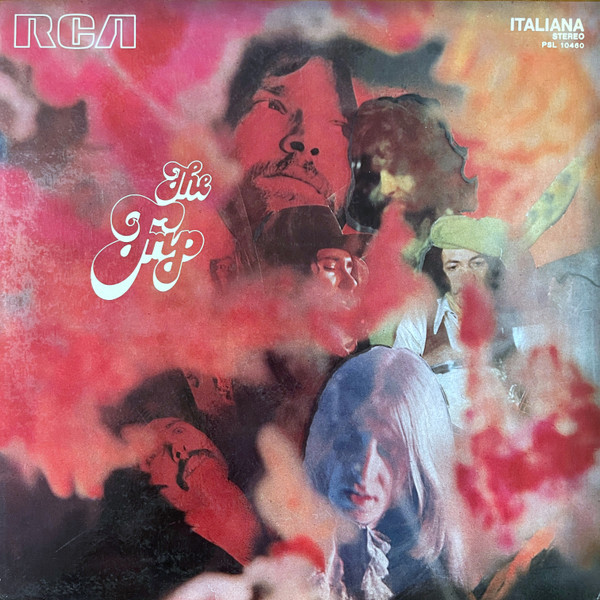 RCA
ITALIANA
STEREO
PSL 10460
The
Trip